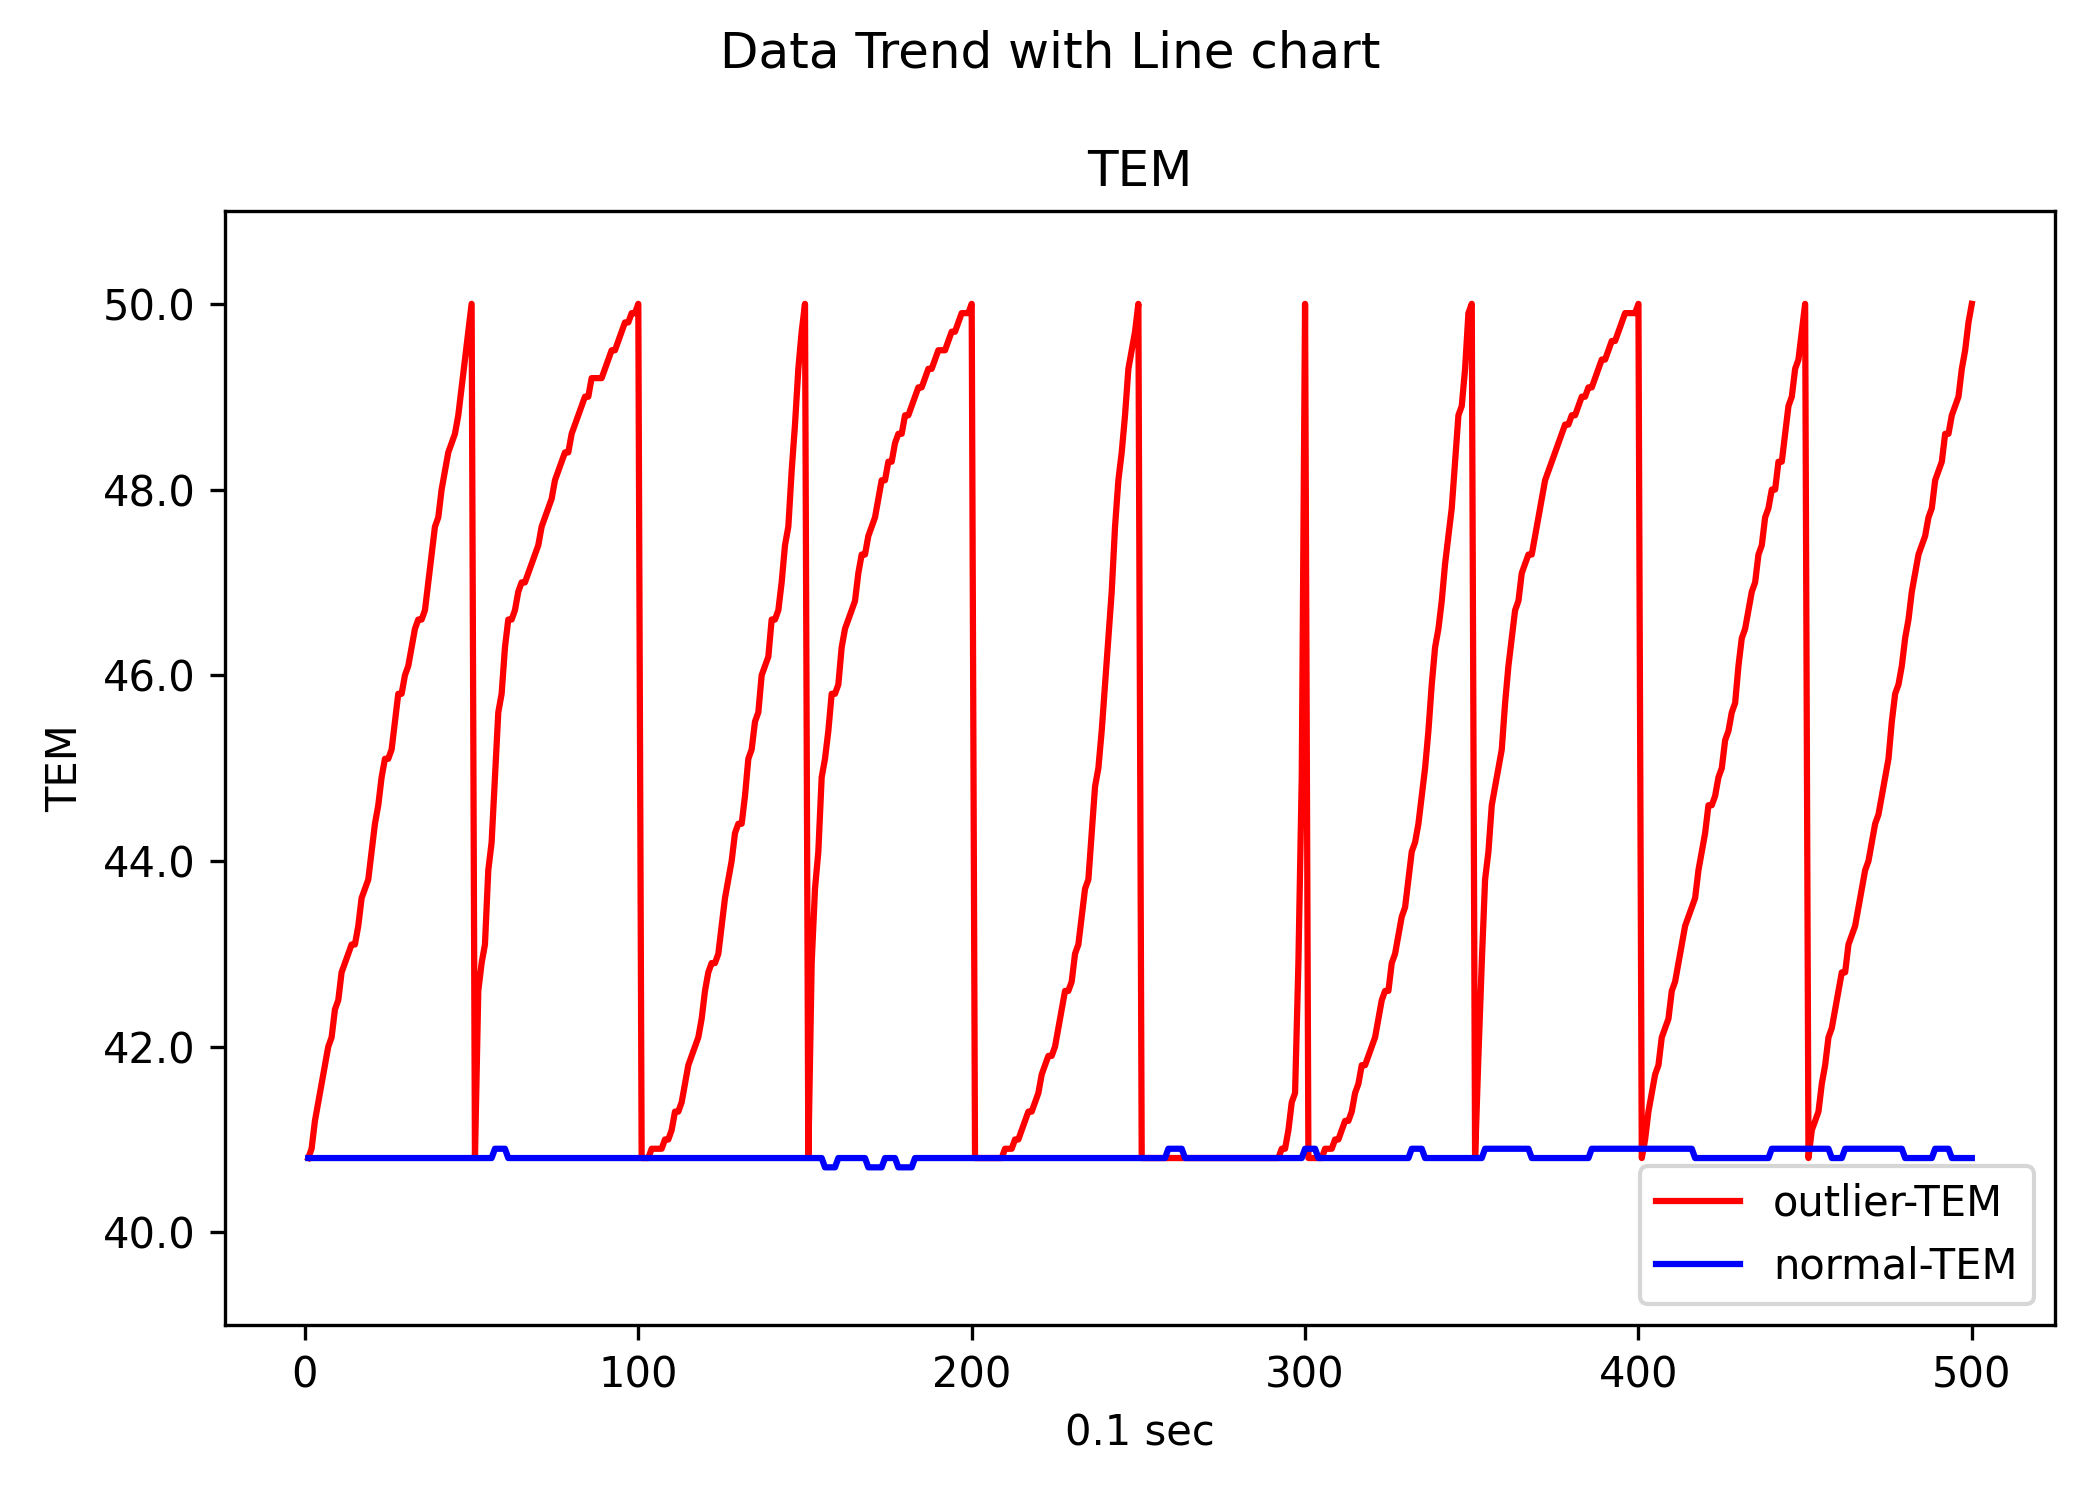 Data Trend with Line chart
TEM
TEM
50.0
48.0
46.0
44.0
42.0
40.0
outlier-TEM
normal-TEM
0 100 200 300 400 500
0.1 sec